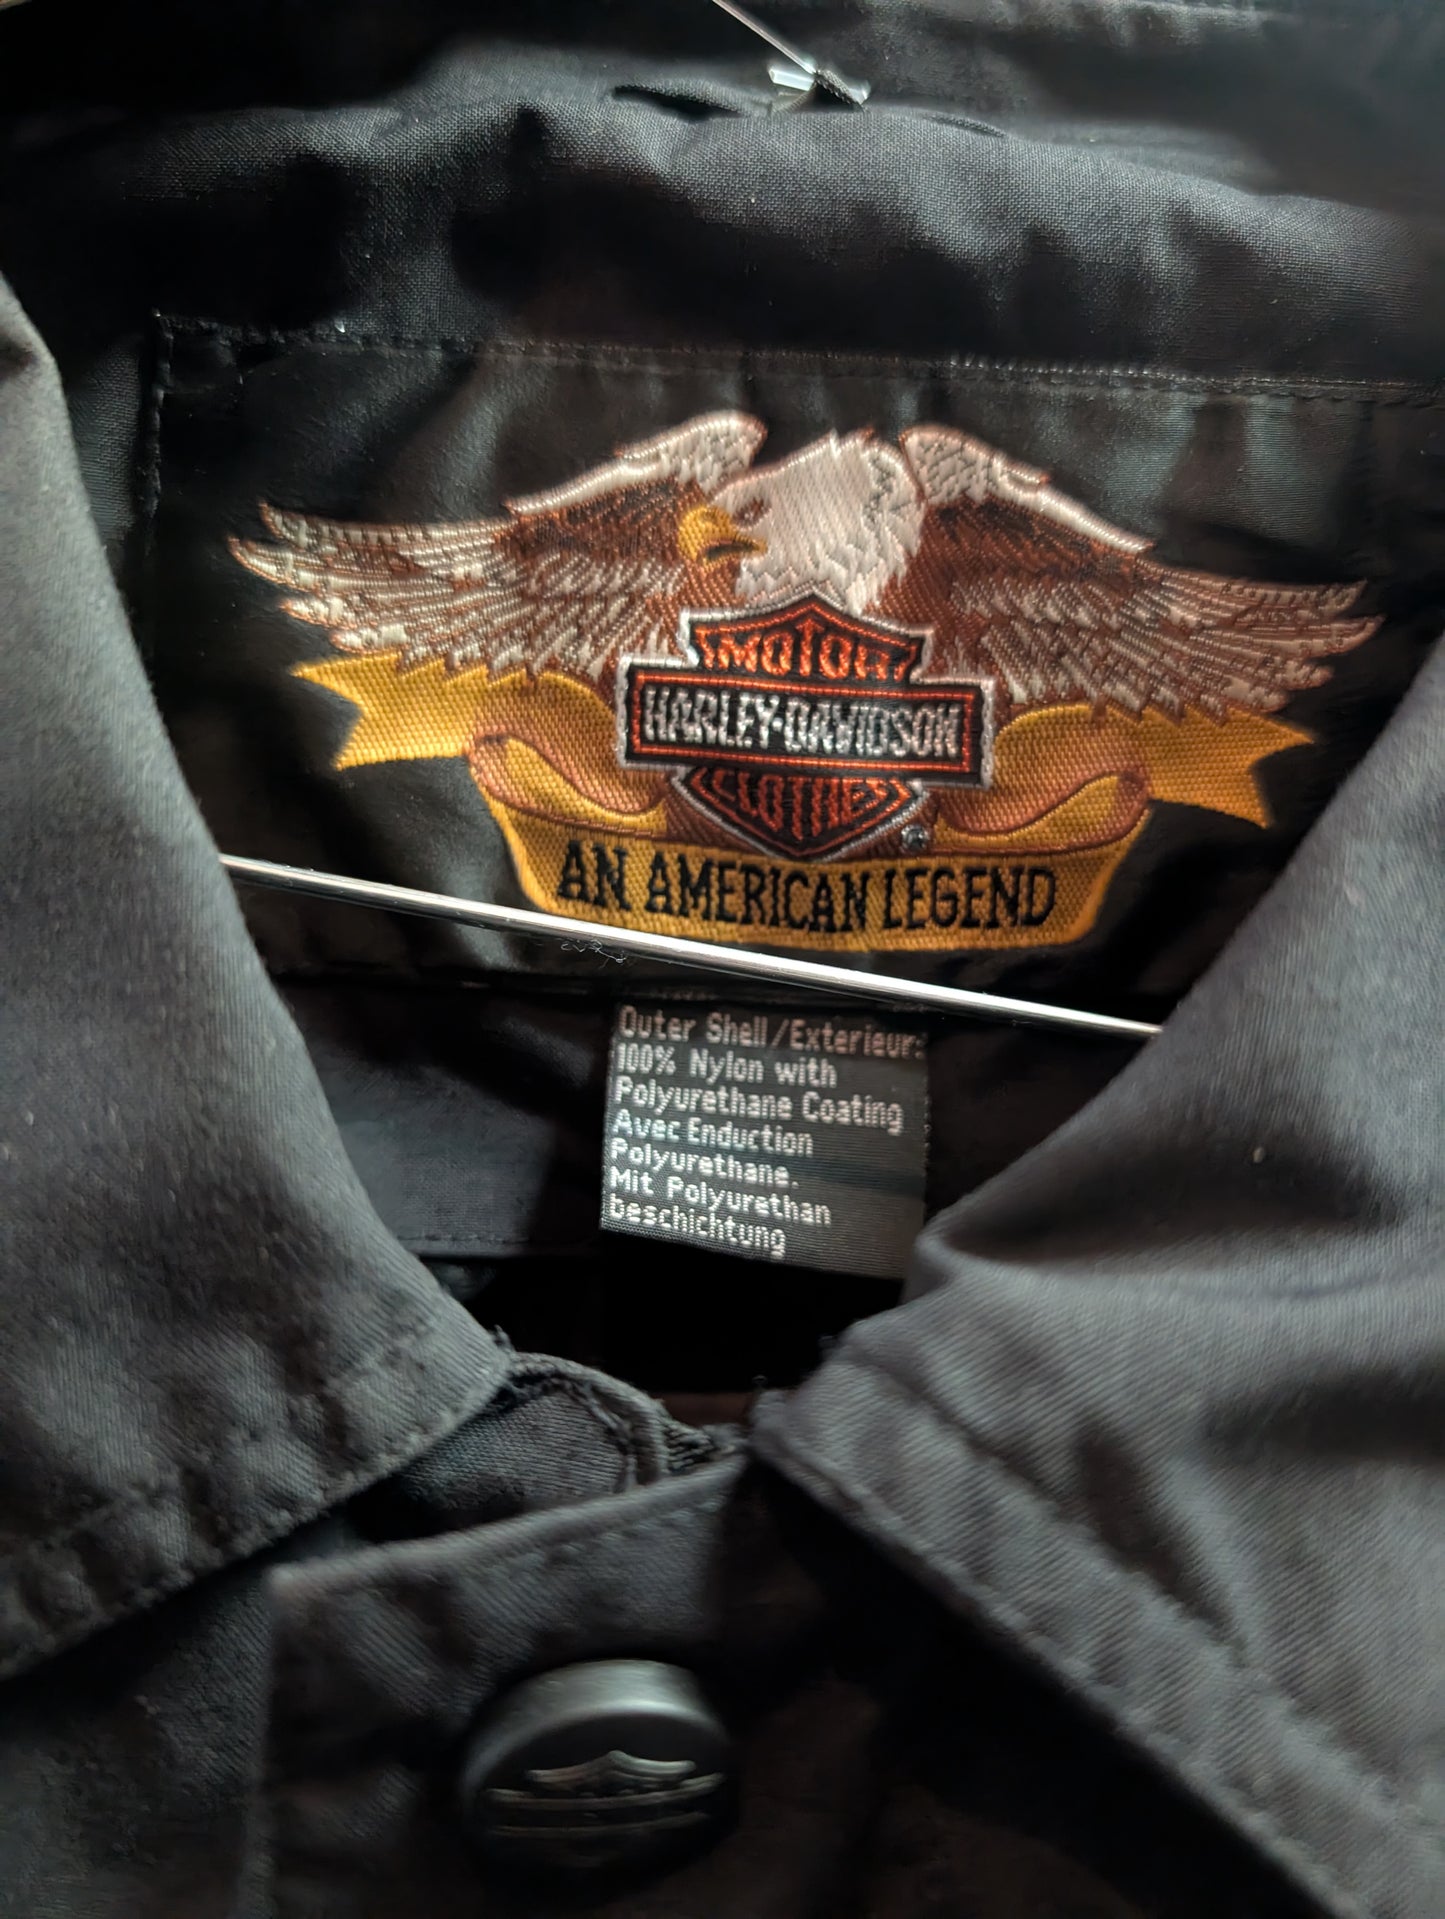 MOTOR
HARLEY-DAVIDSON
CLOTHES
®
AN AMERICAN LEGEND
Outer Shell/Exterieur:
100% Nylon with
Polyurethane Coating
Avec Enduction
Polyurethane.
Mit Polyurethan
beschichtung